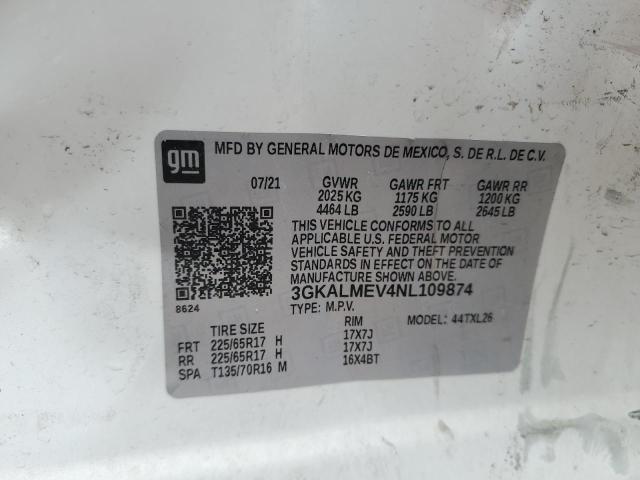 gm
MFD BY GENERAL MOTORS DE MEXICO, S. DE R.L. DE C.V.
07/21 GVWR GAWR FRT GAWR RR
2025 KG 1175 KG 1200 KG
4464 LB 2590 LB 2645 LB
THIS VEHICLE CONFORMS TO ALL
APPLICABLE U.S. FEDERAL MOTOR
VEHICLE SAFETY AND THEFT PREVENTION
STANDARDS IN EFFECT ON THE DATE OF
MANUFACTURE SHOWN ABOVE.
3GKALMEV4NL109874
8624 TYPE: M.P.V. MODEL: 44TXL26
TIRE SIZE RIM
FRT 225/65R17 H 17X7J
RR 225/65R17 H 17X7J
SPA T135/70R16 M 16X4BT